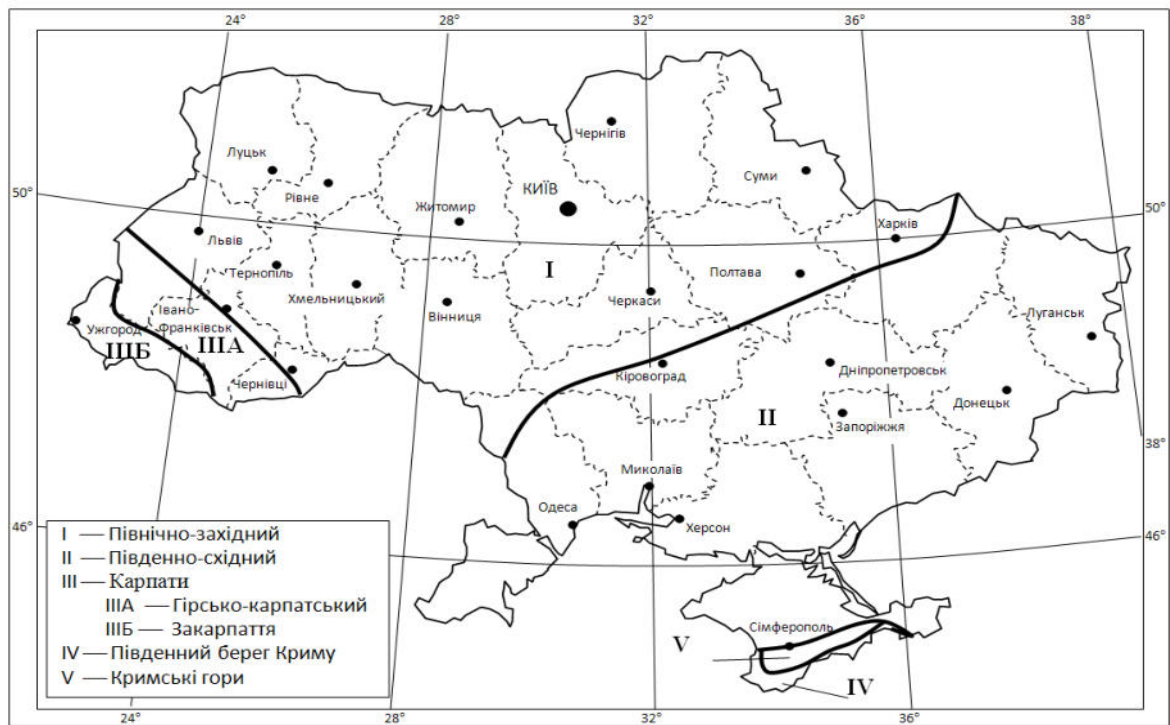 24°
28°
32°
36°
38°
Чернігів
Луцьк
Суми
50°
Рівне
КИЇВ
50°
Житомир
Харків
Львів
Тернопіль
I
Полтава
Хмельницький
Черкаси
Івано-
Франківськ
Вінниця
Луганськ
Ужгород
IIIБ
IIIА
Чернівці
Кіровоград
Дніпропетровськ
Донецьк
II
Запоріжжя
38°
Миколаїв
Одеса
46°
Херсон
46°
I — Північно-західний
II — Південно-східний
III — Карпати
IIIА — Гірсько-карпатський
IIIБ — Закарпаття
IV — Південний берег Криму
V — Кримські гори
Сімферополь
V
IV
24°
28°
32°
36°